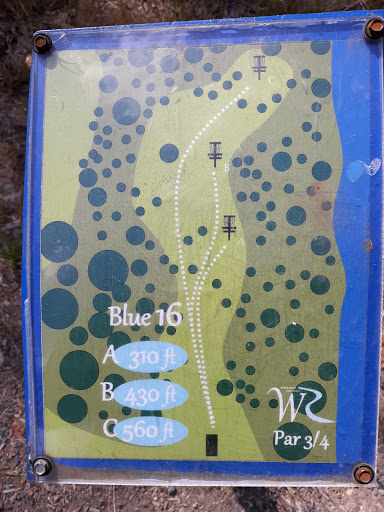 C
B
A
Blue 16
A 310 ft
B 430 ft
C 560 ft
WR
Par 3/4